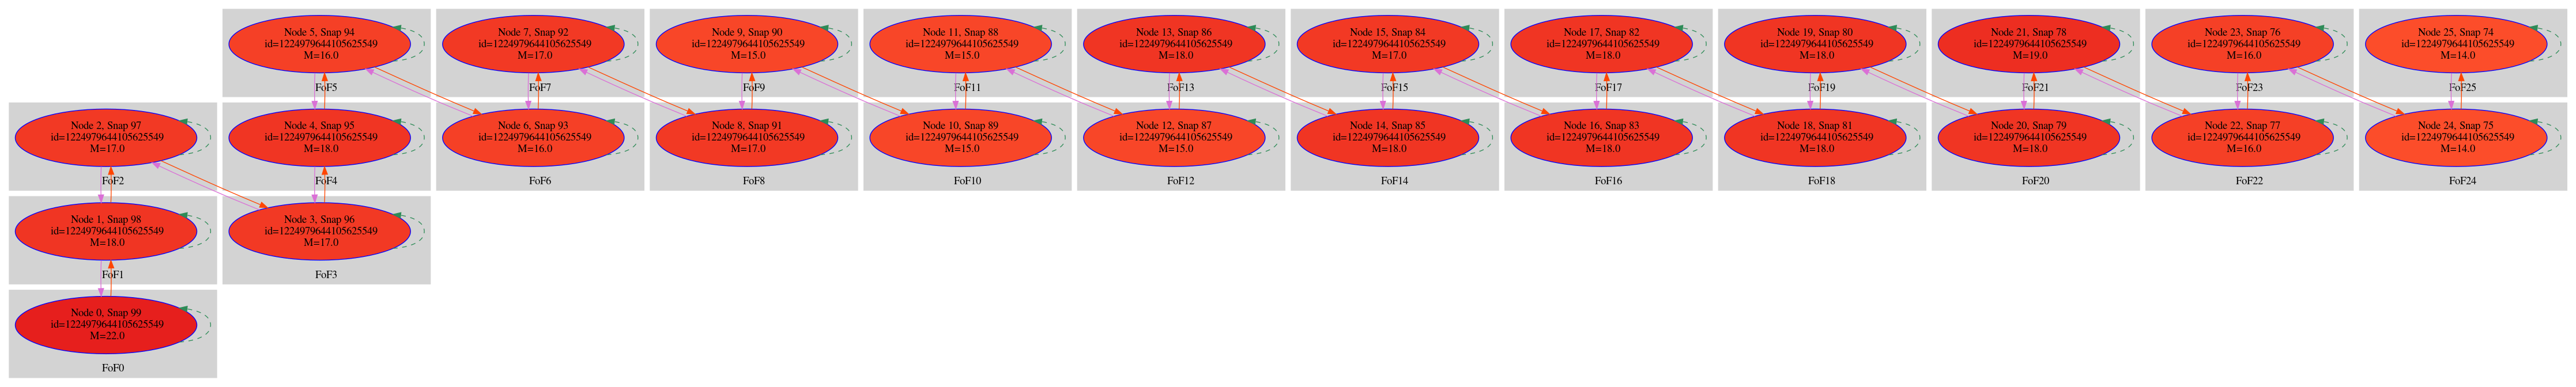 Node 5, Snap 94
id=1224979644105625549
M=16.0
FoF5
Node 7, Snap 92
id=1224979644105625549
M=17.0
FoF7
Node 9, Snap 90
id=1224979644105625549
M=15.0
FoF9
Node 11, Snap 88
id=1224979644105625549
M=15.0
FoF11
Node 13, Snap 86
id=1224979644105625549
M=18.0
FoF13
Node 15, Snap 84
id=1224979644105625549
M=17.0
FoF15
Node 17, Snap 82
id=1224979644105625549
M=18.0
FoF17
Node 19, Snap 80
id=1224979644105625549
M=18.0
FoF19
Node 21, Snap 78
id=1224979644105625549
M=19.0
FoF21
Node 23, Snap 76
id=1224979644105625549
M=16.0
FoF23
Node 25, Snap 74
id=1224979644105625549
M=14.0
FoF25
Node 2, Snap 97
id=1224979644105625549
M=17.0
FoF2
Node 4, Snap 95
id=1224979644105625549
M=18.0
FoF4
Node 6, Snap 93
id=1224979644105625549
M=16.0
FoF6
Node 8, Snap 91
id=1224979644105625549
M=17.0
FoF8
Node 10, Snap 89
id=1224979644105625549
M=15.0
FoF10
Node 12, Snap 87
id=1224979644105625549
M=15.0
FoF12
Node 14, Snap 85
id=1224979644105625549
M=18.0
FoF14
Node 16, Snap 83
id=1224979644105625549
M=18.0
FoF16
Node 18, Snap 81
id=1224979644105625549
M=18.0
FoF18
Node 20, Snap 79
id=1224979644105625549
M=18.0
FoF20
Node 22, Snap 77
id=1224979644105625549
M=16.0
FoF22
Node 24, Snap 75
id=1224979644105625549
M=14.0
FoF24
Node 1, Snap 98
id=1224979644105625549
M=18.0
FoF1
Node 3, Snap 96
id=1224979644105625549
M=17.0
FoF3
Node 0, Snap 99
id=1224979644105625549
M=22.0
FoF0